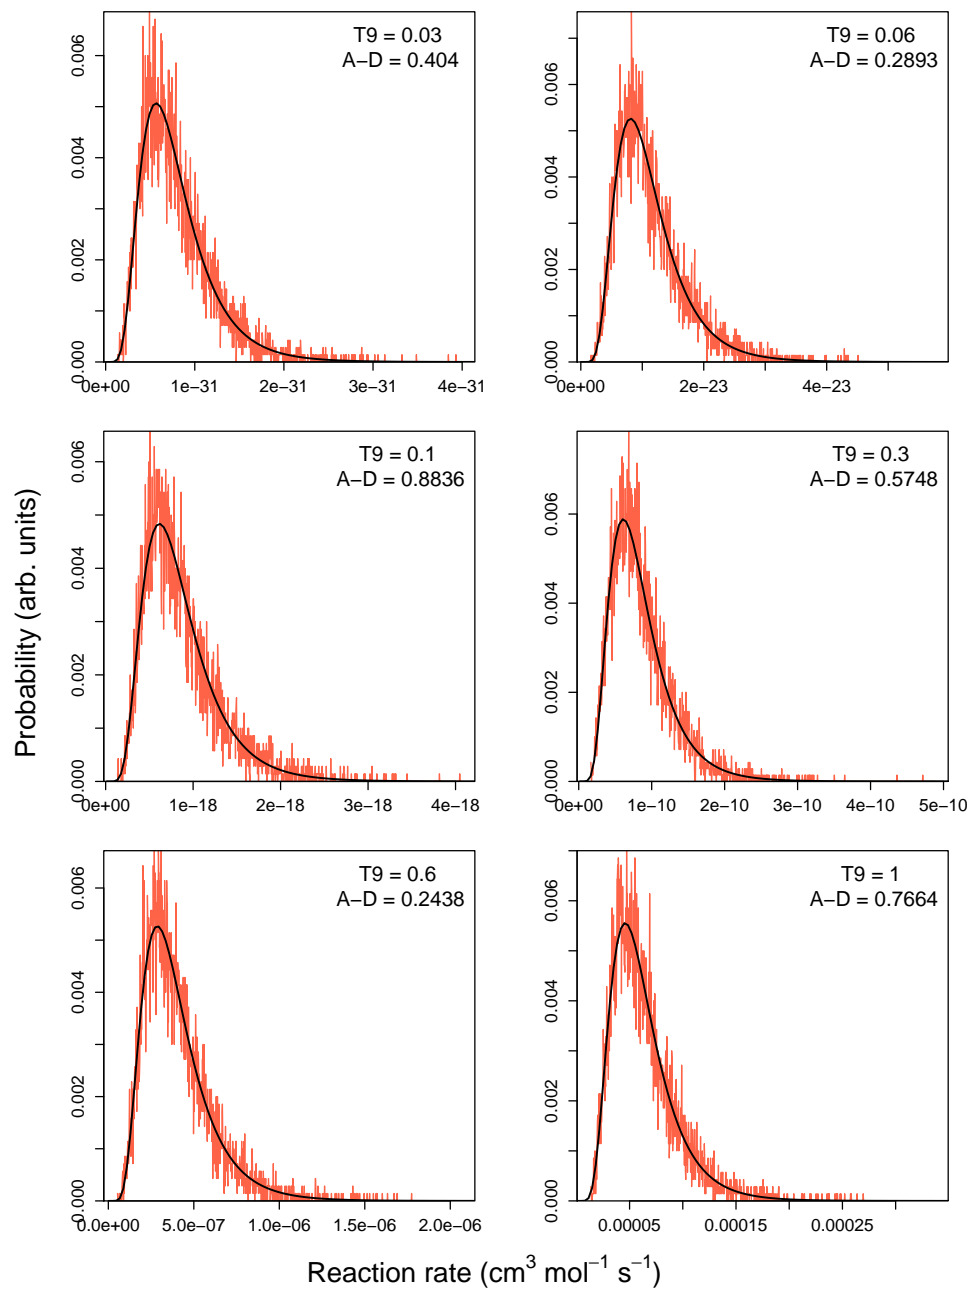 T9 = 0.03
A−D = 0.404
0.000
0.002
0.004
0.006
0e+00
1e−31
2e−31
3e−31
4e−31
T9 = 0.06
A−D = 0.2893
0.000
0.002
0.004
0.006
0e+00
2e−23
4e−23
T9 = 0.1
A−D = 0.8836
0.000
0.002
0.004
0.006
0e+00
1e−18
2e−18
3e−18
4e−18
T9 = 0.3
A−D = 0.5748
0.000
0.002
0.004
0.006
0e+00
1e−10
2e−10
3e−10
4e−10
5e−10
T9 = 0.6
A−D = 0.2438
0.000
0.002
0.004
0.006
0.0e+00
5.0e−07
1.0e−06
1.5e−06
2.0e−06
T9 = 1
A−D = 0.7664
0.000
0.002
0.004
0.006
0.00005
0.00015
0.00025
Probability (arb. units)
Reaction rate (cm³ mol⁻¹ s⁻¹)